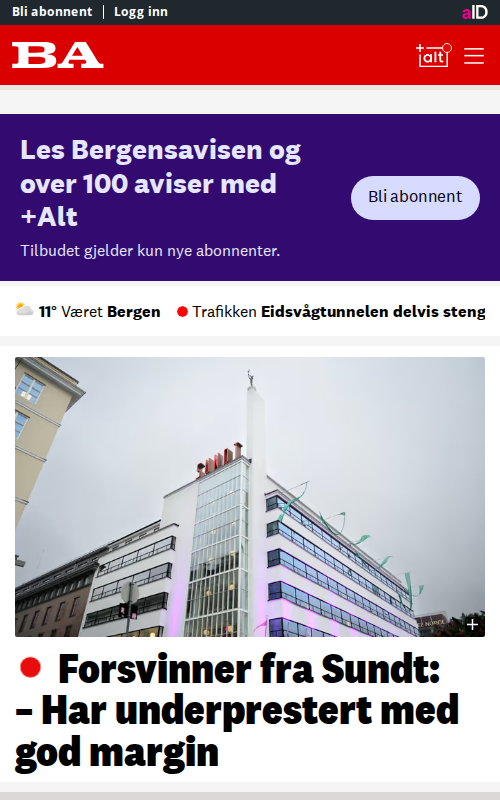 Bli abonnent | Logg inn
aID
BA
+alt
Les Bergensavisen og
over 100 aviser med
+Alt
Bli abonnent
Tilbudet gjelder kun nye abonnenter.
11° Været Bergen
Trafikken Eidsvågtunnelen delvis steng
SUNDT
Forsvinner fra Sundt:
– Har underprestert med
god margin